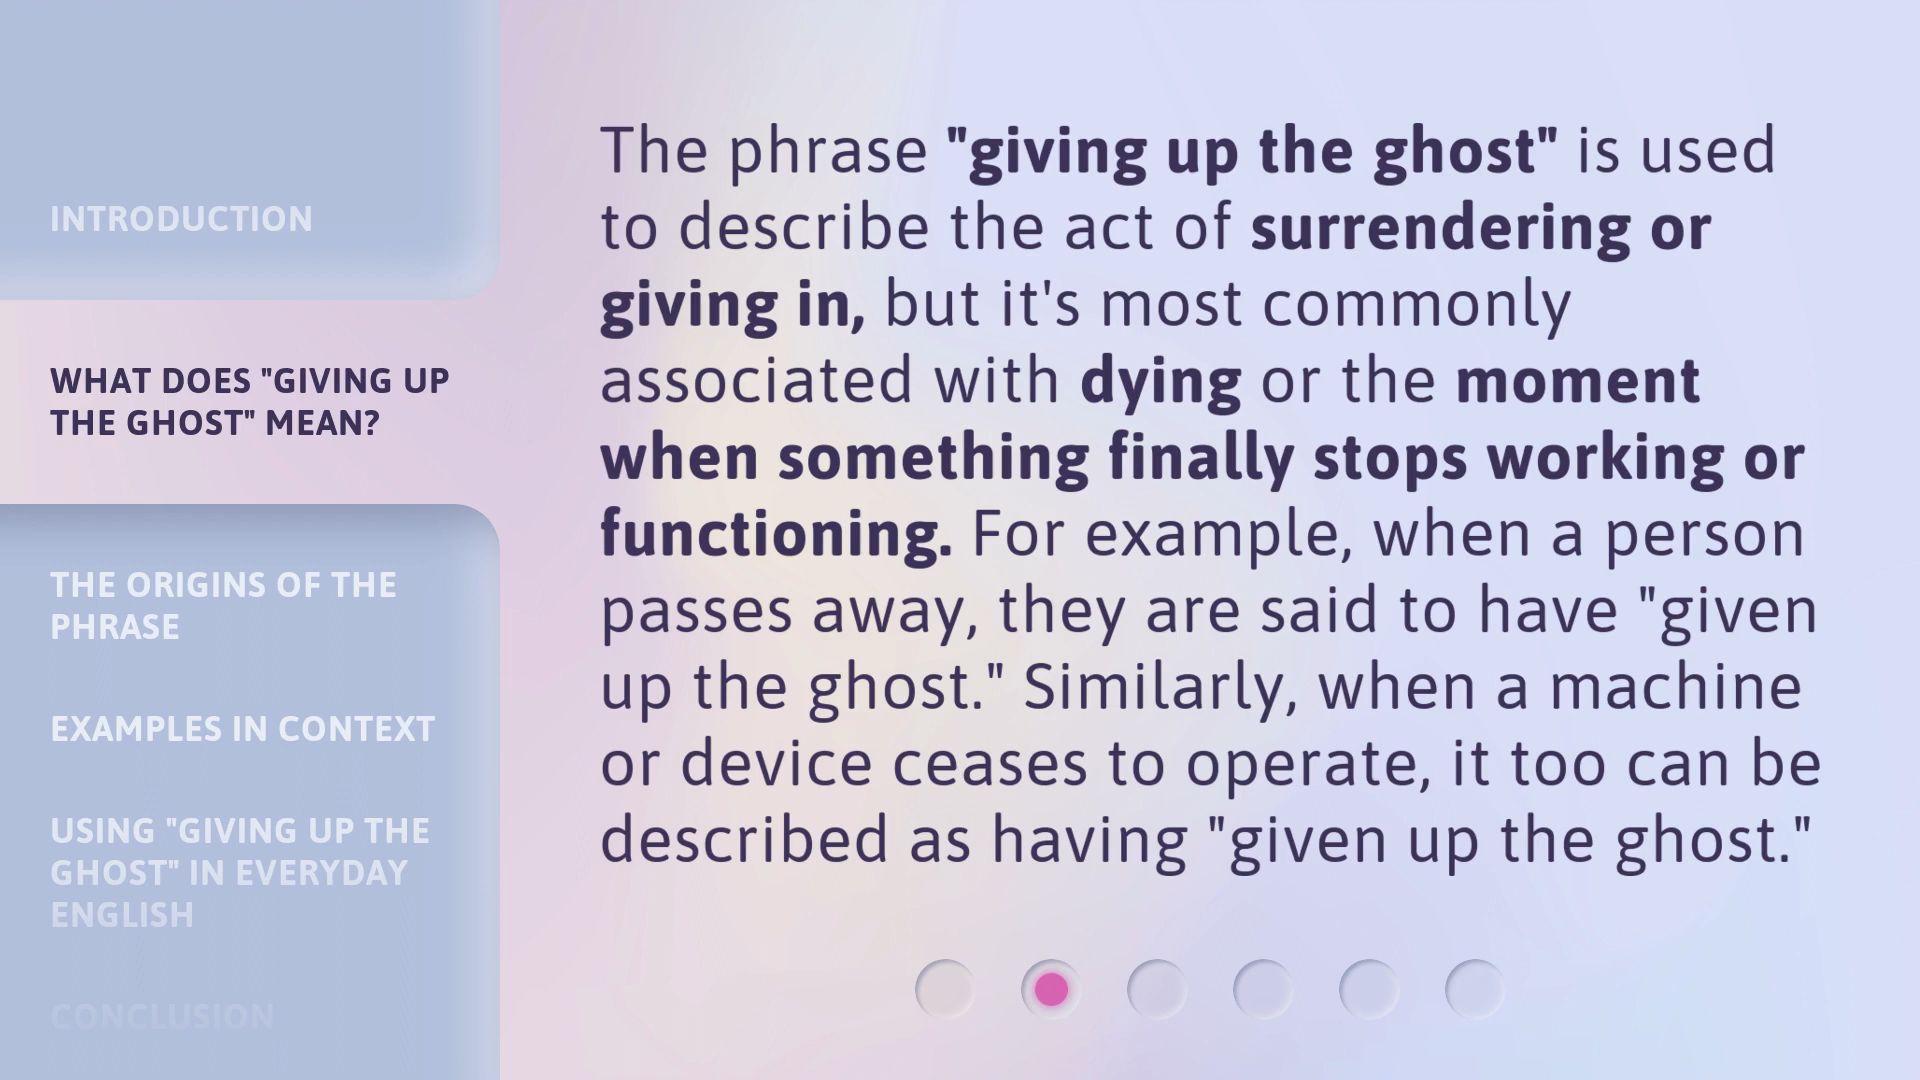 INTRODUCTION
WHAT DOES "GIVING UP
THE GHOST" MEAN?
THE ORIGINS OF THE
PHRASE
EXAMPLES IN CONTEXT
USING "GIVING UP THE
GHOST" IN EVERYDAY
ENGLISH
CONCLUSION
The phrase "giving up the ghost" is used
to describe the act of surrendering or
giving in, but it's most commonly
associated with dying or the moment
when something finally stops working or
functioning. For example, when a person
passes away, they are said to have "given
up the ghost." Similarly, when a machine
or device ceases to operate, it too can be
described as having "given up the ghost."